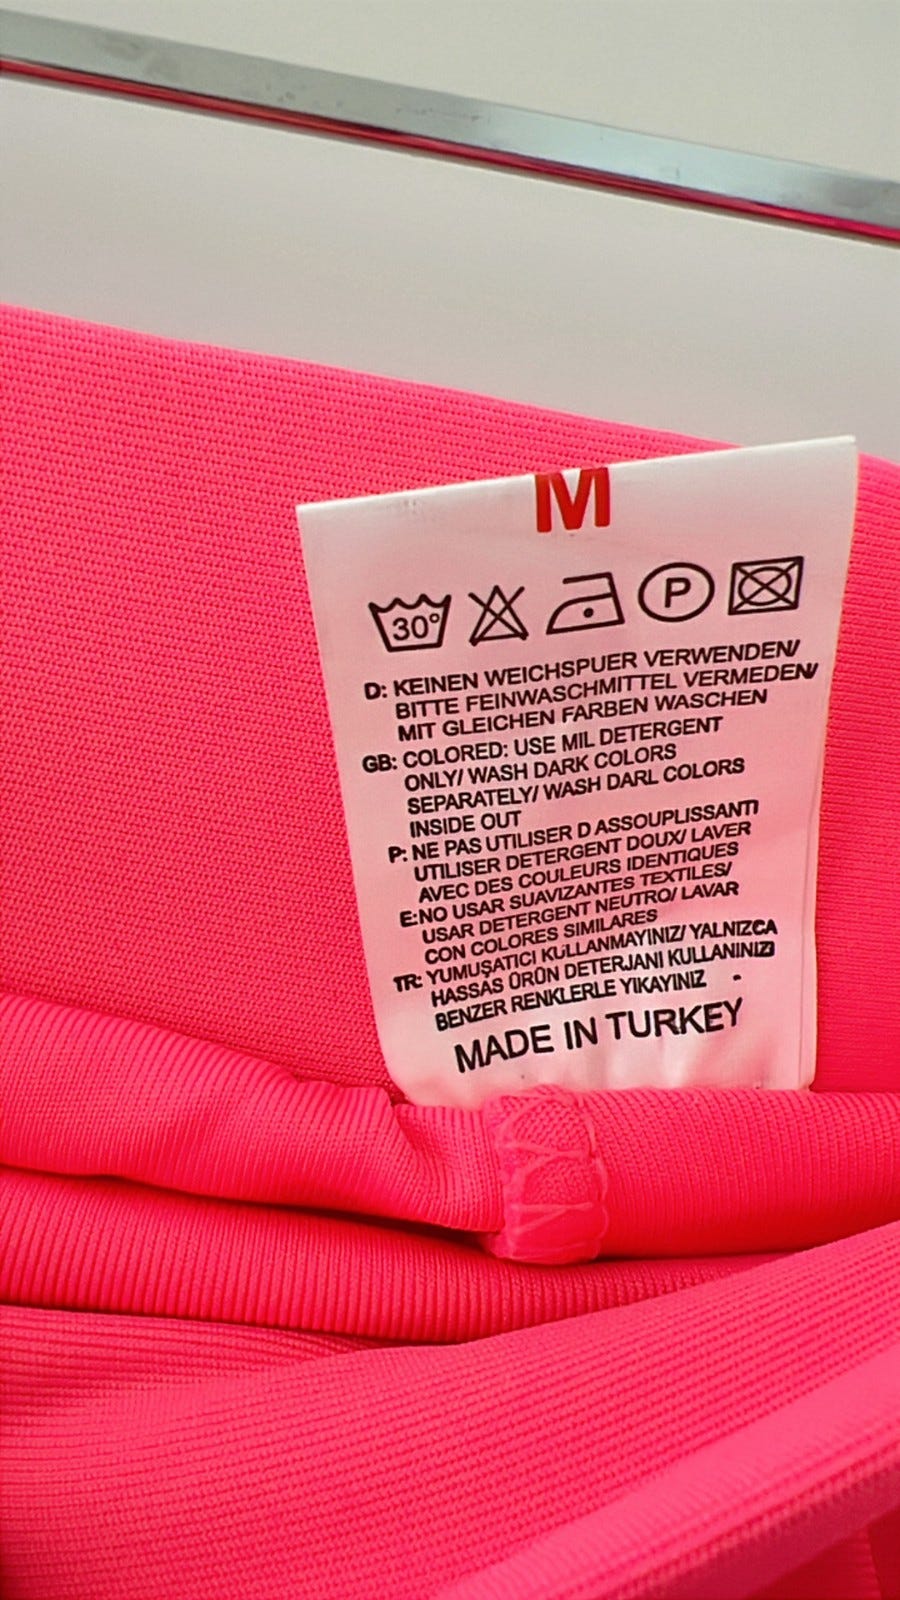 M
30°
P
D: KEINEN WEICHSPUER VERWENDEN/
BITTE FEINWASCHMITTEL VERMEDEN/
MIT GLEICHEN FARBEN WASCHEN
GB: COLORED: USE MIL DETERGENT
ONLY/ WASH DARK COLORS
SEPARATELY/ WASH DARL COLORS
INSIDE OUT
P: NE PAS UTILISER D ASSOUPLISSANT/
UTILISER DETERGENT DOUX/ LAVER
AVEC DES COULEURS IDENTIQUES
E:NO USAR SUAVIZANTES TEXTILES/
USAR DETERGENT NEUTRO/ LAVAR
CON COLORES SIMILARES
TR: YUMUŞATICI KULLANMAYINIZ/ YALNIZCA
HASSAS ÜRÜN DETERJANI KULLANINIZ/
BENZER RENKLERLE YIKAYINIZ
MADE IN TURKEY